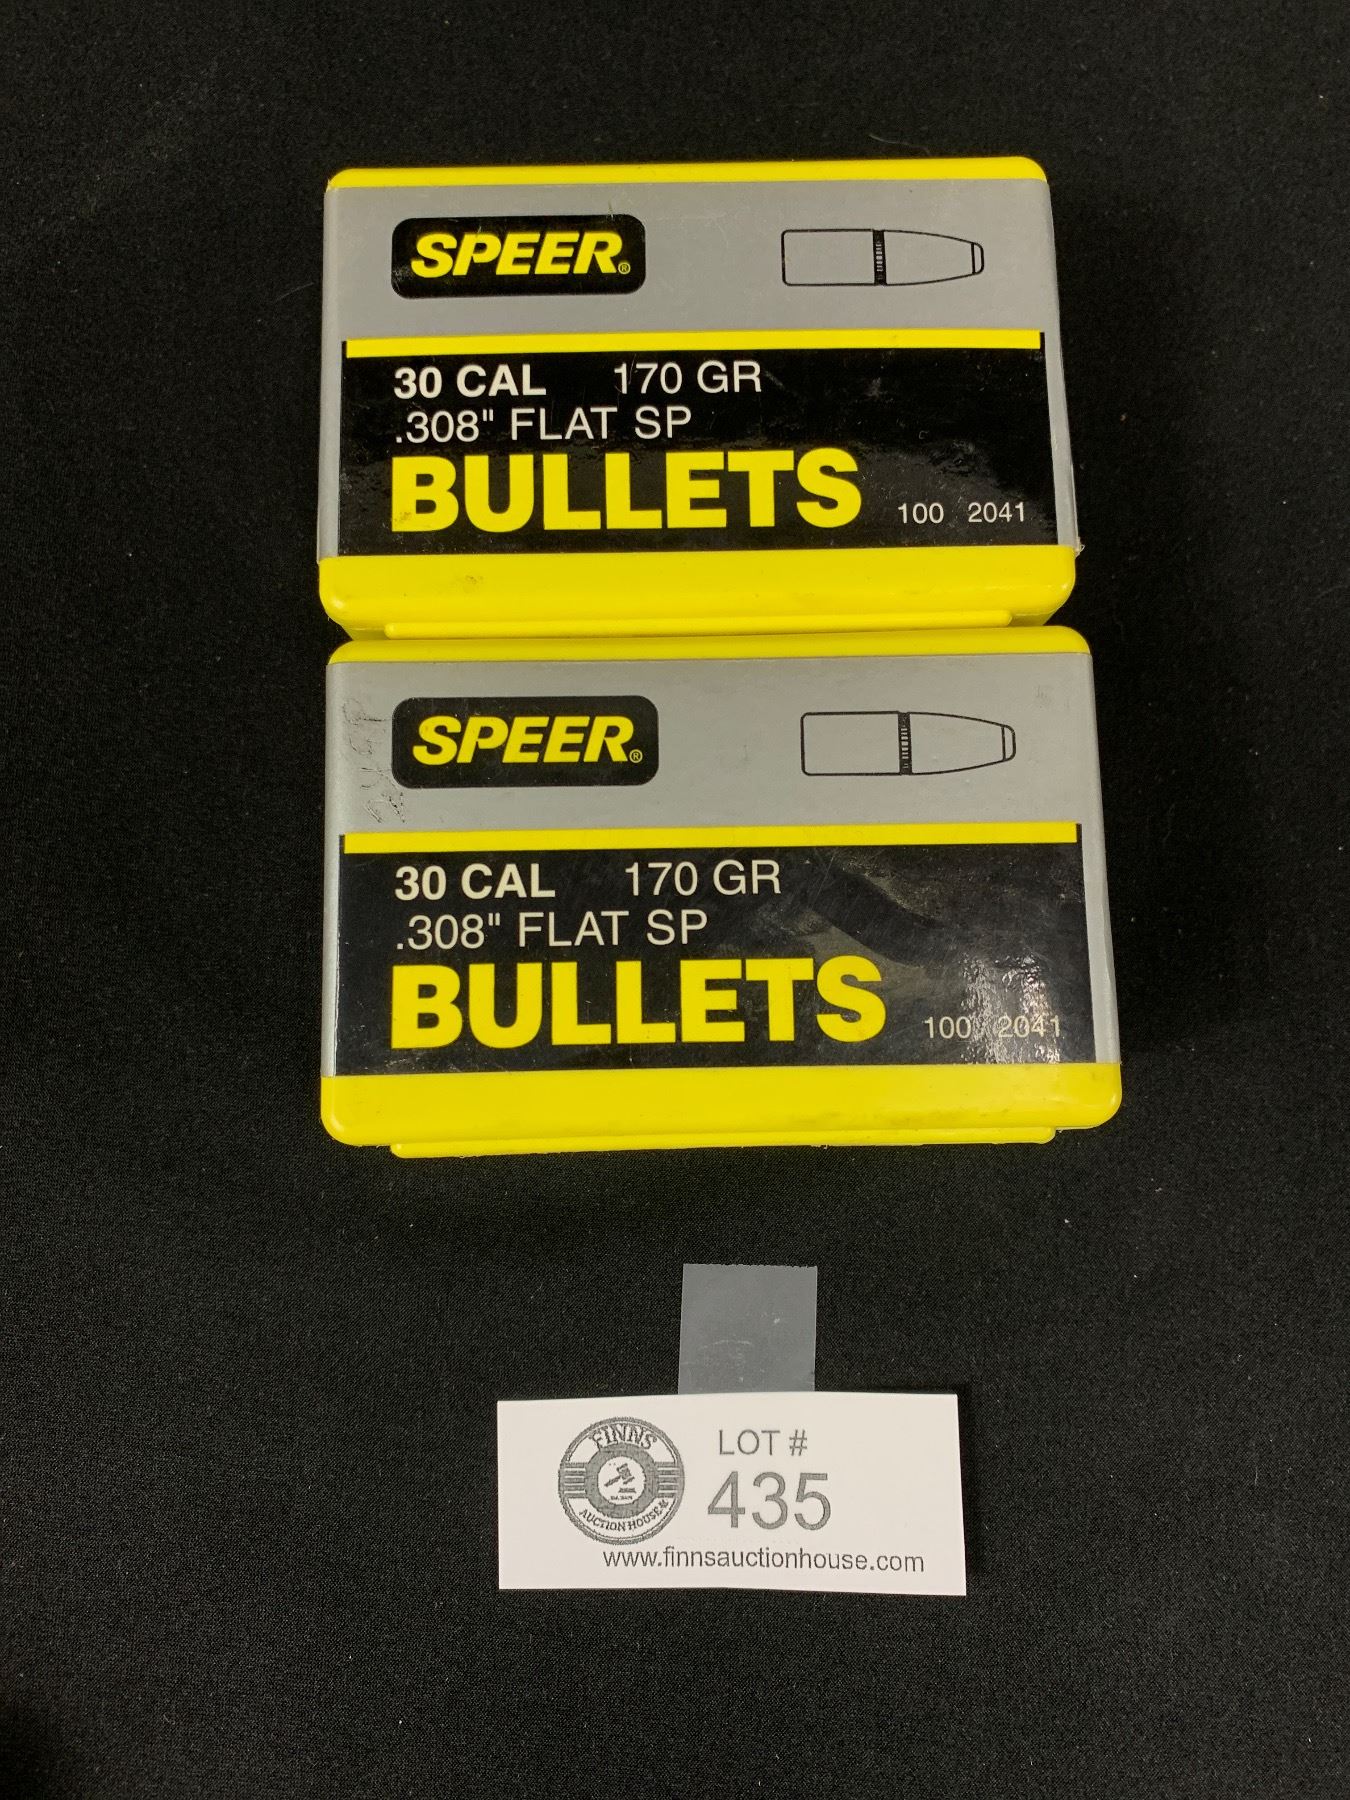 SPEER®
30 CAL 170 GR
.308" FLAT SP
BULLETS
100 2041
SPEER®
30 CAL 170 GR
.308" FLAT SP
BULLETS
100 2041
FINNS
AUCTION HOUSE
LOT #
435
www.finnsauctionhouse.com